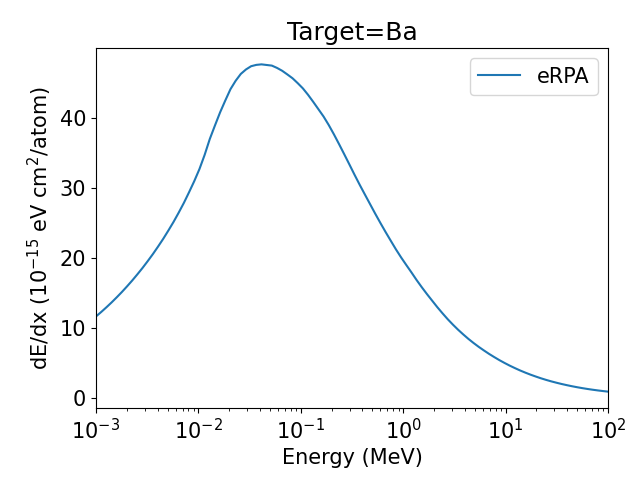 Target=Ba
eRPA
dE/dx (10⁻¹⁵ eV cm²/atom)
40
30
20
10
0
10⁻³ 10⁻² 10⁻¹ 10⁰ 10¹ 10²
Energy (MeV)